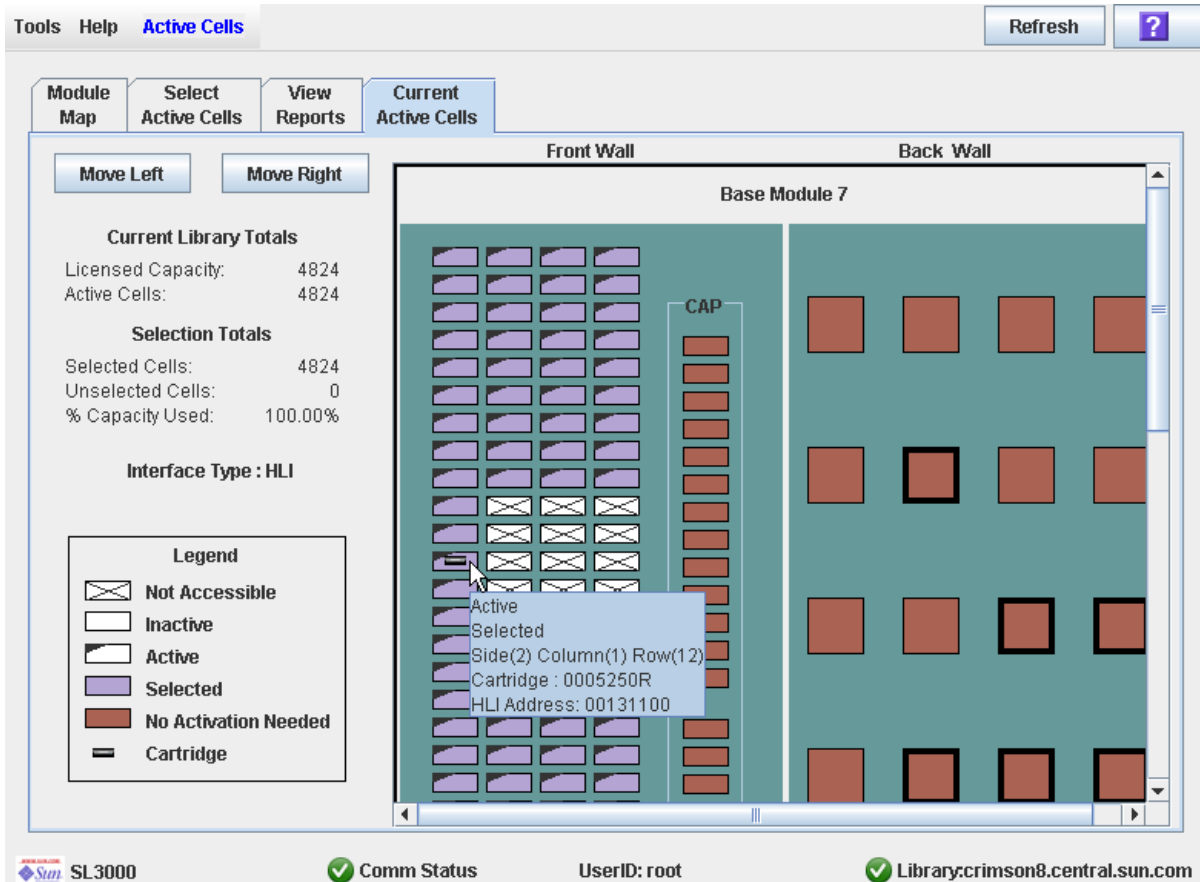 Tools Help Active Cells Refresh ?
Module Map
Select Active Cells
View Reports
Current Active Cells
Move Left Move Right
Current Library Totals
Licensed Capacity: 4824
Active Cells: 4824
Selection Totals
Selected Cells: 4824
Unselected Cells: 0
% Capacity Used: 100.00%
Interface Type : HLI
Legend
Not Accessible
Inactive
Active
Selected
No Activation Needed
Cartridge
Front Wall Back Wall
Base Module 7
CAP
Active
Selected
Side(2) Column(1) Row(12)
Cartridge : 0005250R
HLI Address: 00131100
Sun SL3000 Comm Status UserID: root Library:crimson8.central.sun.com